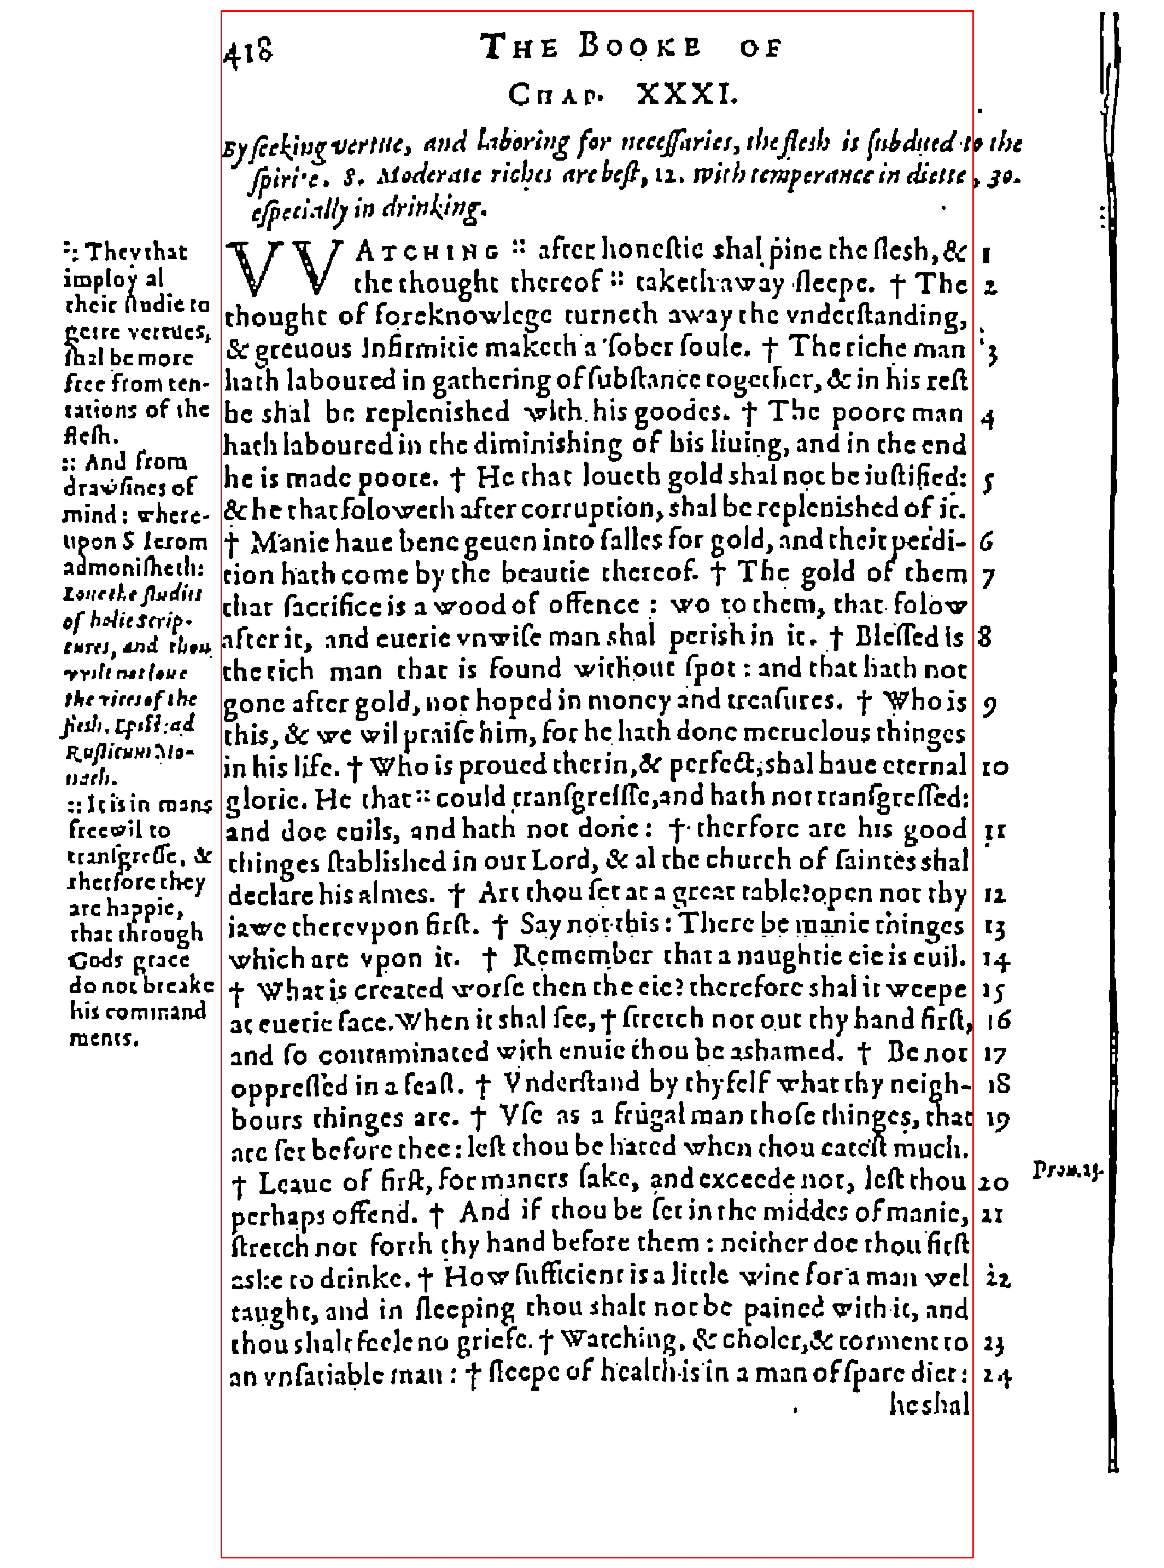 418
THE BOOKE OF
CHAP. XXXI.
By ſeeking vertue, and laboring for neceſſaries, the flesh is ſubdued to the
ſpirite. 8. Moderate riches are beſt, 12. with temperance in diette, 30.
eſpecially in drinking.
VVATCHING :: after honeſtie shal pine the flesh, & 1
the thought thereof :: taketh away ſleepe. † The 2
thought of foreknowlege turneth away the vnderſtanding,
& greuous Infirmitie maketh a ſober ſoule. † The riche man 3
hath laboured in gathering of ſubſtance together, & in his reſt
he shal be replenished with his goodes. † The poore man 4
hath laboured in the diminishing of his liuing, and in the end
he is made poore. † He that loueth gold shal not be iuſtified: 5
& he that foloweth after corruption, shal be replenished of it.
† Manie haue bene geuen into falles for gold, and their perdi- 6
tion hath come by the beautie thereof. † The gold of them 7
that ſacrifice is a wood of offence : wo to them, that folow
after it, and euerie vnwiſe man shal perish in it. † Bleſſed is 8
the rich man that is found without ſpot : and that hath not
gone after gold, nor hoped in money and treaſures. † Who is 9
this, & we wil praiſe him, for he hath done meruelous thinges
in his life. † Who is proued therin, & perfect, shal haue eternal 10
glorie. He that :: could tranſgreſſe, and hath not tranſgreſſed:
and doe euils, and hath not done: † therfore are his good 11
thinges ſtablished in our Lord, & al the church of ſaintes shal
declare his almes. † Art thou ſet at a great table? open not thy 12
iawe therevpon firſt. † Say not this: There be manie thinges 13
which are vpon it. † Remember that a naughtie eie is euil. 14
† What is created worſe then the eie? therefore shal it weepe 15
at euerie face. When it shal ſee, † ſtretch not out thy hand firſt, 16
and ſo contaminated with enuie thou be ashamed. † Be not 17
oppreſſed in a feaſt. † Vnderſtand by thyſelf what thy neigh- 18
bours thinges are. † Vſe as a frugal man thoſe thinges, that 19
are ſet before thee: leſt thou be hated when thou eateſt much.
† Leaue of firſt, for maners ſake, and exceede not, leſt thou 20
perhaps offend. † And if thou be ſet in the middes of manie, 21
ſtretch not forth thy hand before them : neither doe thou firſt
aske to drinke. † How ſufficient is a little wine for a man wel 22
taught, and in ſleeping thou shalt not be pained with it, and
thou shalt feele no griefe. † Watching, & choler, & torment to 23
an vnſatiable man : † ſleepe of health is in a man of ſpare diet: 24
he shal
:: They that
imploy al
their ſtudie to
gette vertues,
shal be more
free from ten-
tations of the
flesh.
:: And from
drawſines of
mind : where-
upon S Ierom
admoniſheth:
Loue the ſtudies
of holie Scrip-
tures, and thou
wilt not loue
the vices of the
flesh. Epiſt. ad
Ruſticum Mo-
nach.
:: It is in mans
freewil to
tranſgreſſe, &
therfore they
are happie,
that through
Gods grace
do not breake
his command
ments.
Prou. 23.